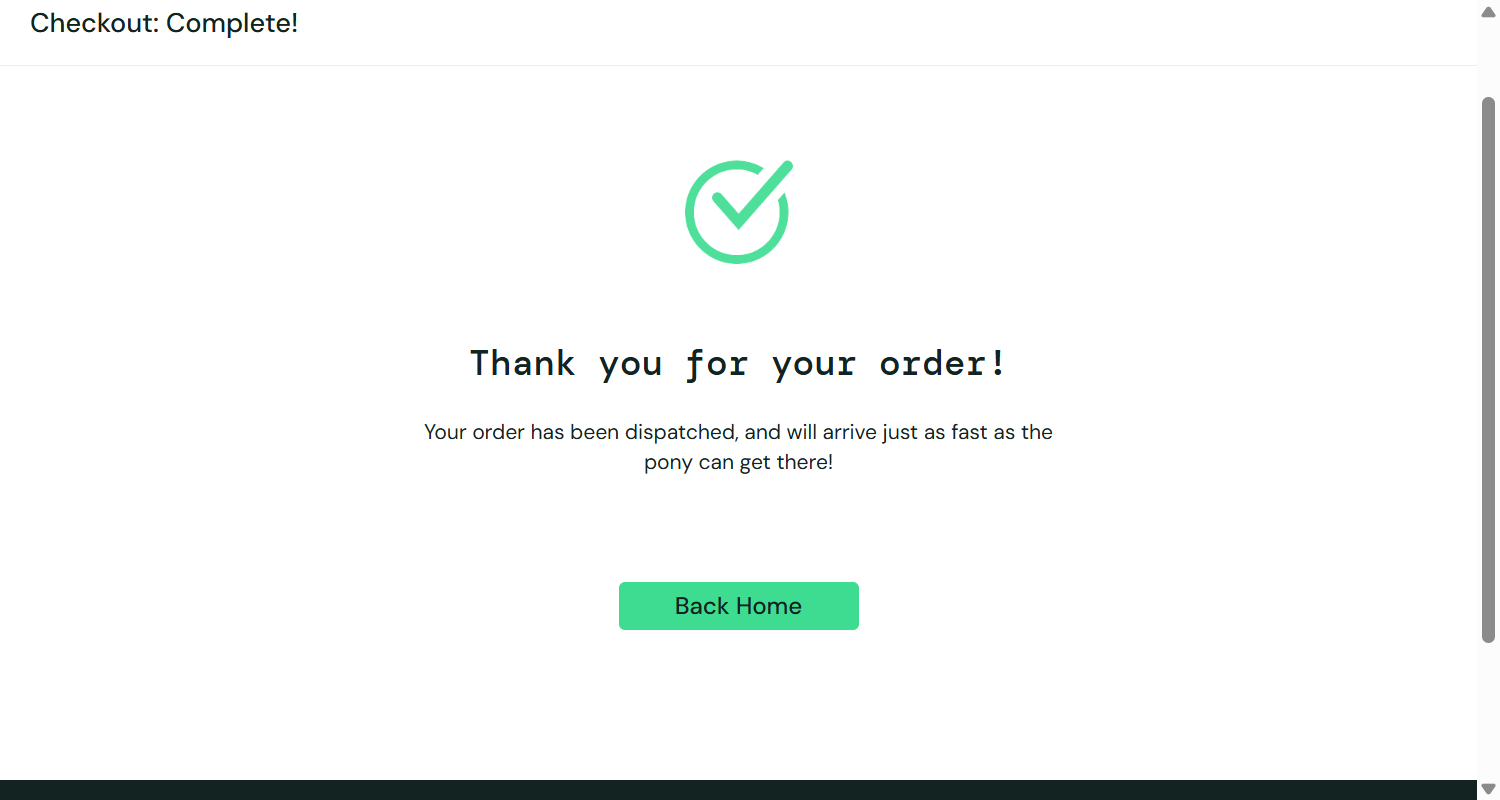 Checkout: Complete!
Thank you for your order!
Your order has been dispatched, and will arrive just as fast as the
pony can get there!
Back Home